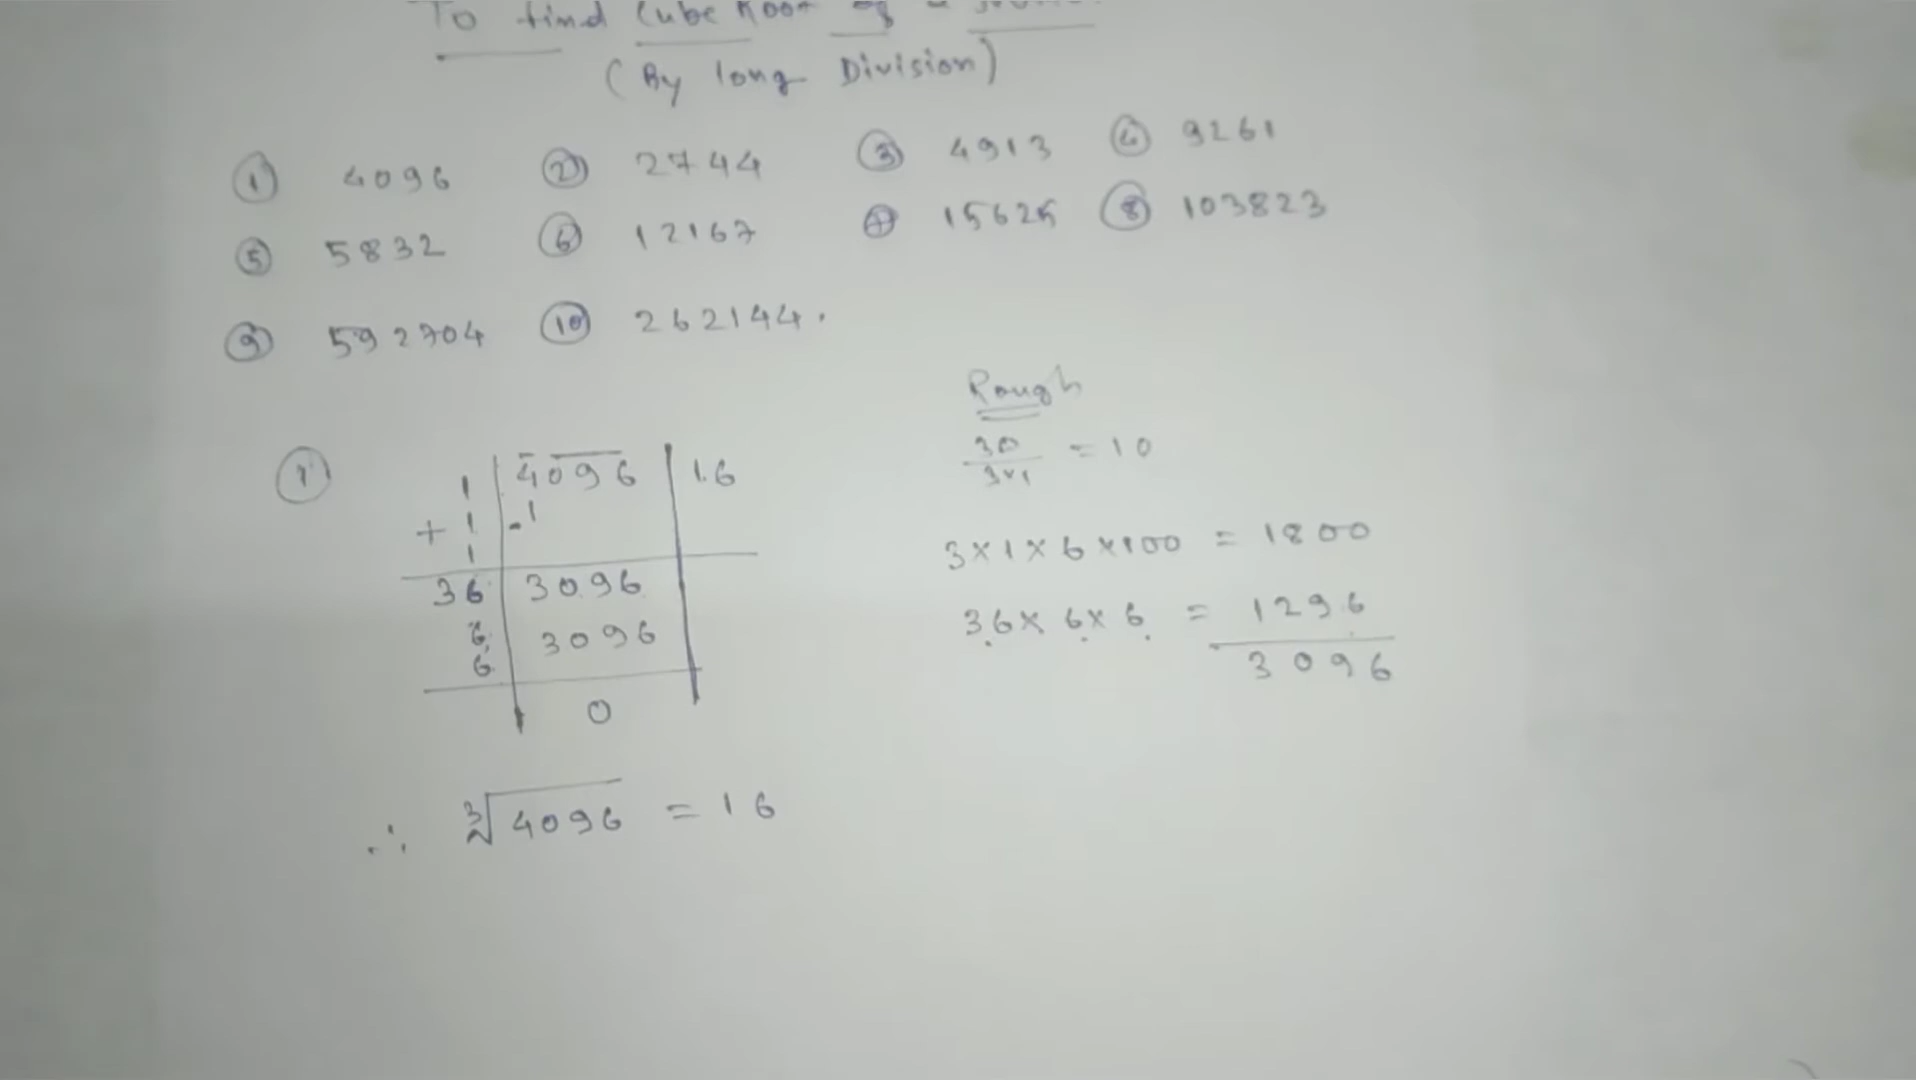 To find Cube Root of a
(By long Division)
① 4096 ② 2744 ③ 4913 ④ 9261
⑤ 5832 ⑥ 12167 ⑦ 15625 ⑧ 103823
⑨ 592704 ⑩ 262144.
Rough
① 1 4096 16
+ 1 -1
1
30/3×1 = 10
36 3096
3×1×6×100 = 1800
6 3096
36×6×6 = 1296
6
3096
0
∴ ∛4096 = 16